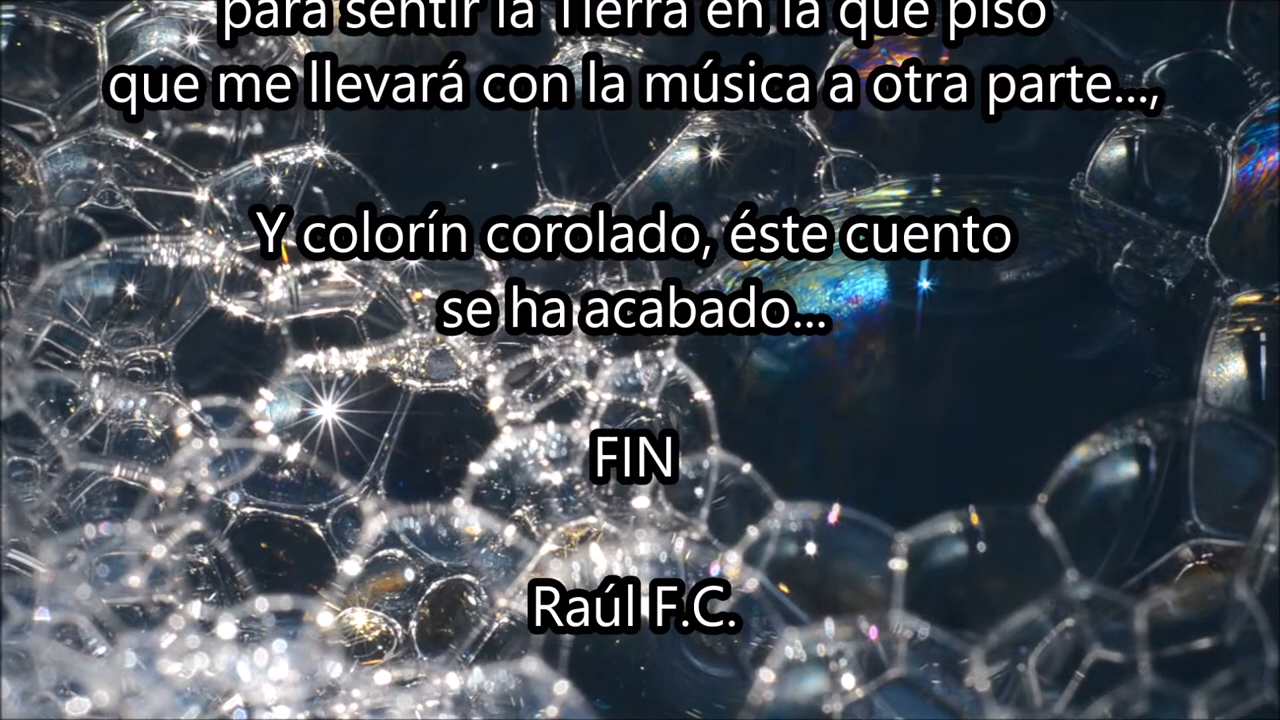 para sentir la Tierra en la que piso
que me llevará con la música a otra parte...,
Y colorín corolado, éste cuento
se ha acabado...
FIN
Raúl F.C.